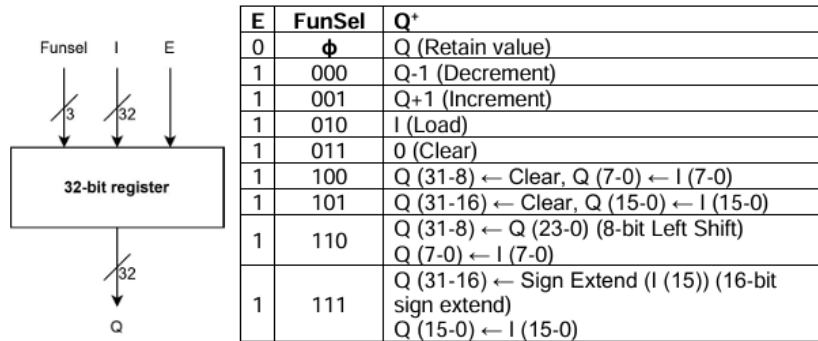 Funsel I E
3 32
32-bit register
32
Q
E FunSel Q⁺
0 ϕ Q (Retain value)
1 000 Q-1 (Decrement)
1 001 Q+1 (Increment)
1 010 I (Load)
1 011 0 (Clear)
1 100 Q (31-8) ← Clear, Q (7-0) ← I (7-0)
1 101 Q (31-16) ← Clear, Q (15-0) ← I (15-0)
1 110 Q (31-8) ← Q (23-0) (8-bit Left Shift)
Q (7-0) ← I (7-0)
1 111 Q (31-16) ← Sign Extend (I (15)) (16-bit
sign extend)
Q (15-0) ← I (15-0)